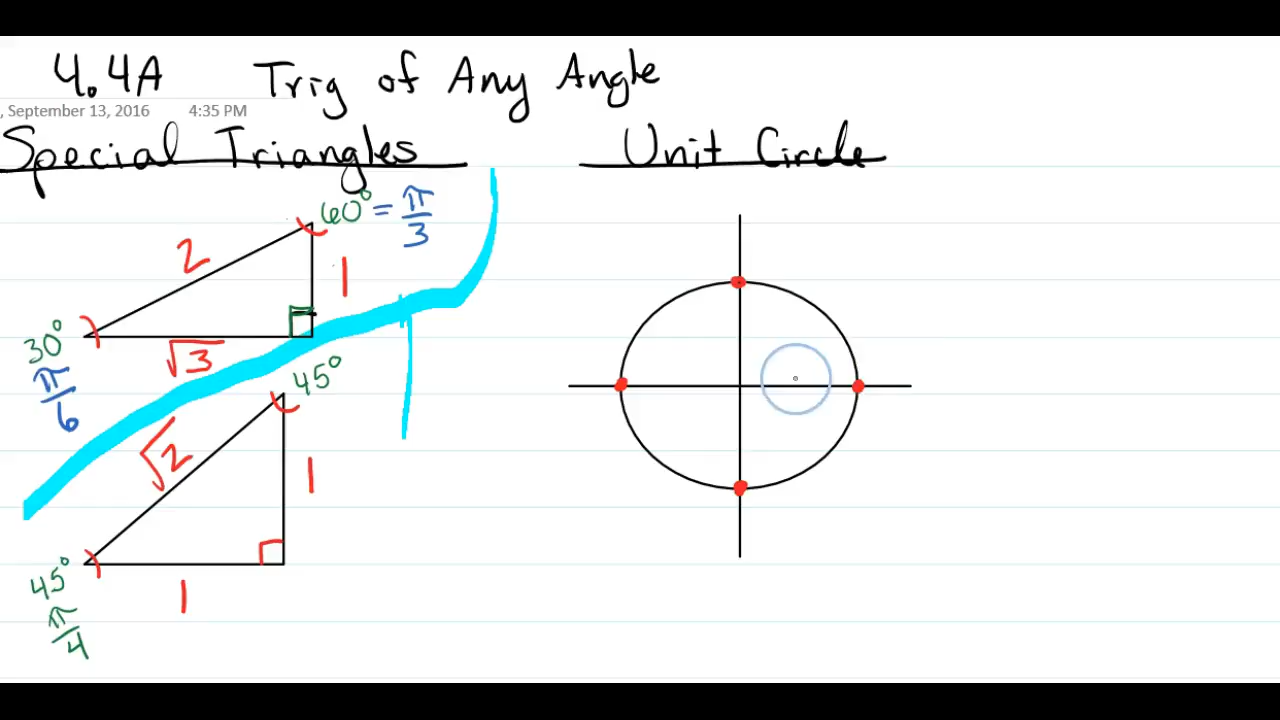 4.4A Trig of Any Angle
, September 13, 2016 4:35 PM
Special Triangles
Unit Circle
60° = π/3
2
1
30°
π/6
√3
45°
√2
1
45°
π/4
1